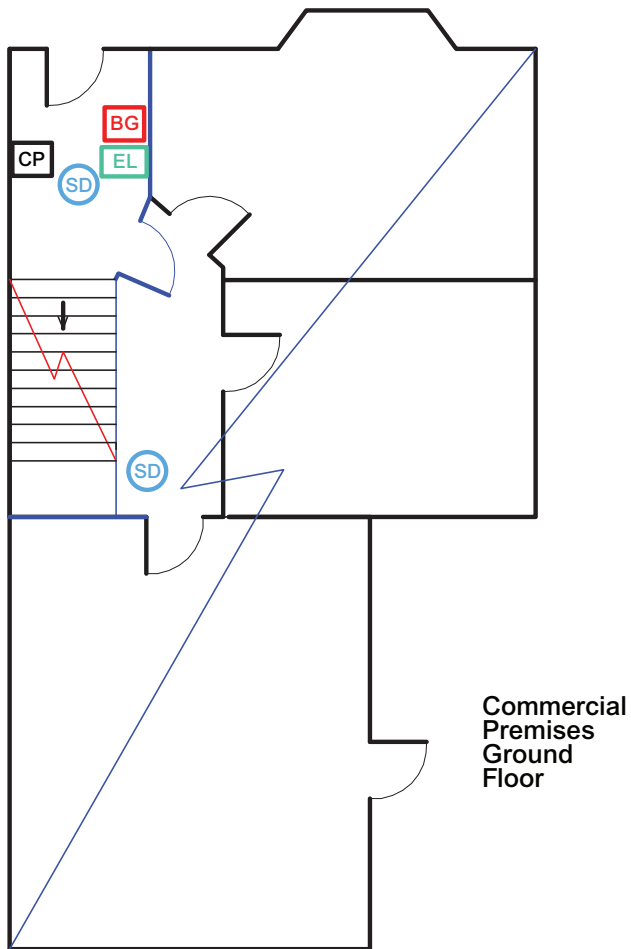 BG
CP
EL
SD
SD
Commercial
Premises
Ground
Floor